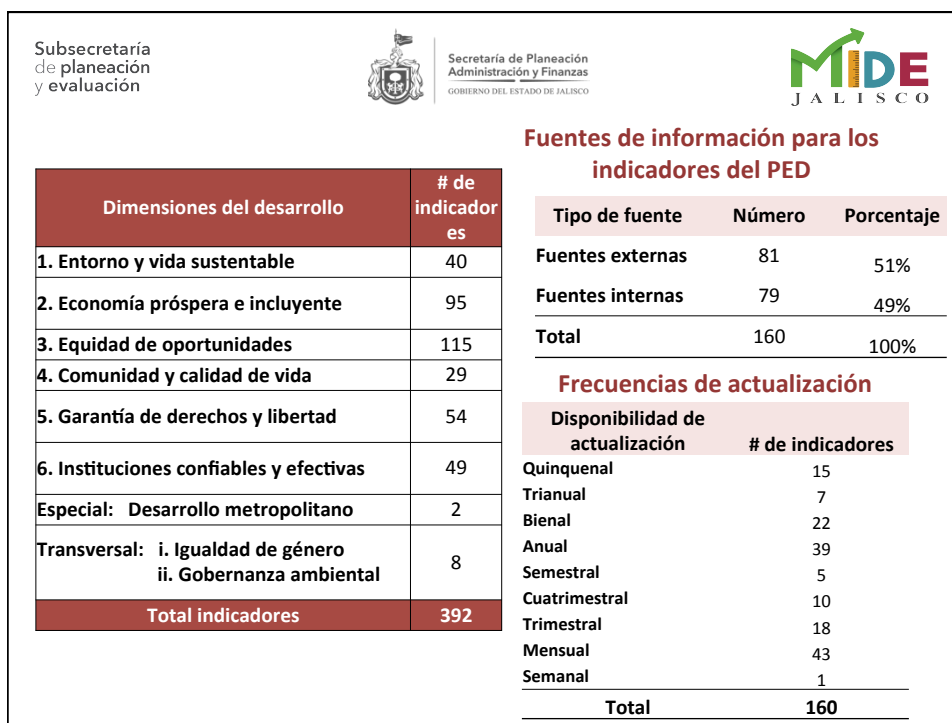 Subsecretaría
de planeación
y evaluación
Secretaría de Planeación
Administración y Finanzas
GOBIERNO DEL ESTADO DE JALISCO
MIDE
JALISCO
Dimensiones del desarrollo # de indicador es
1. Entorno y vida sustentable 40
2. Economía próspera e incluyente 95
3. Equidad de oportunidades 115
4. Comunidad y calidad de vida 29
5. Garantía de derechos y libertad 54
6. Instituciones confiables y efectivas 49
Especial: Desarrollo metropolitano 2
Transversal: i. Igualdad de género
ii. Gobernanza ambiental 8
Total indicadores 392
Fuentes de información para los
indicadores del PED
Tipo de fuente Número Porcentaje
Fuentes externas 81 51%
Fuentes internas 79 49%
Total 160 100%
Frecuencias de actualización
Disponibilidad de
actualización # de indicadores
Quinquenal 15
Trianual 7
Bienal 22
Anual 39
Semestral 5
Cuatrimestral 10
Trimestral 18
Mensual 43
Semanal 1
Total 160